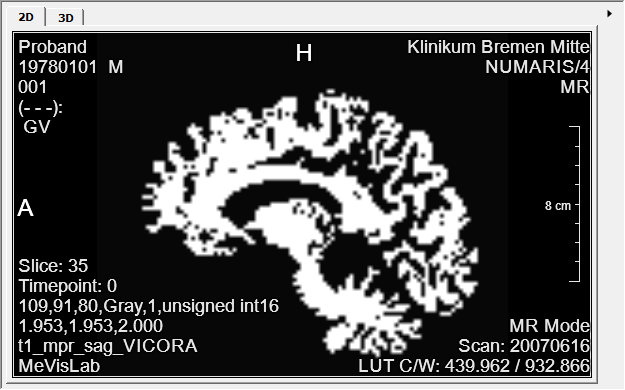 2D 3D
Proband
19780101 M
001
(- - -):
GV
H
Klinikum Bremen Mitte
NUMARIS/4
MR
A
8 cm
Slice: 35
Timepoint: 0
109,91,80,Gray,1,unsigned int16
1.953,1.953,2.000
t1_mpr_sag_VICORA
MeVisLab
MR Mode
Scan: 20070616
LUT C/W: 439.962 / 932.866